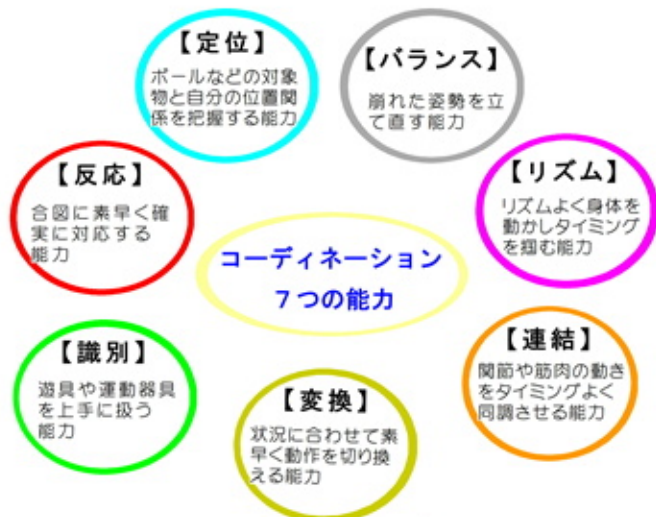 【定位】
ボールなどの対象
物と自分の位置関
係を把握する能力
【バランス】
崩れた姿勢を立
て直す能力
【反応】
合図に素早く確
実に対応する
能力
【リズム】
リズムよく身体を
動かしタイミング
を掴む能力
コーディネーション
7つの能力
【識別】
遊具や運動器具
を上手に扱う
能力
【変換】
状況に合わせて素
早く動作を切り換
える能力
【連結】
関節や筋肉の動き
をタイミングよく
同調させる能力